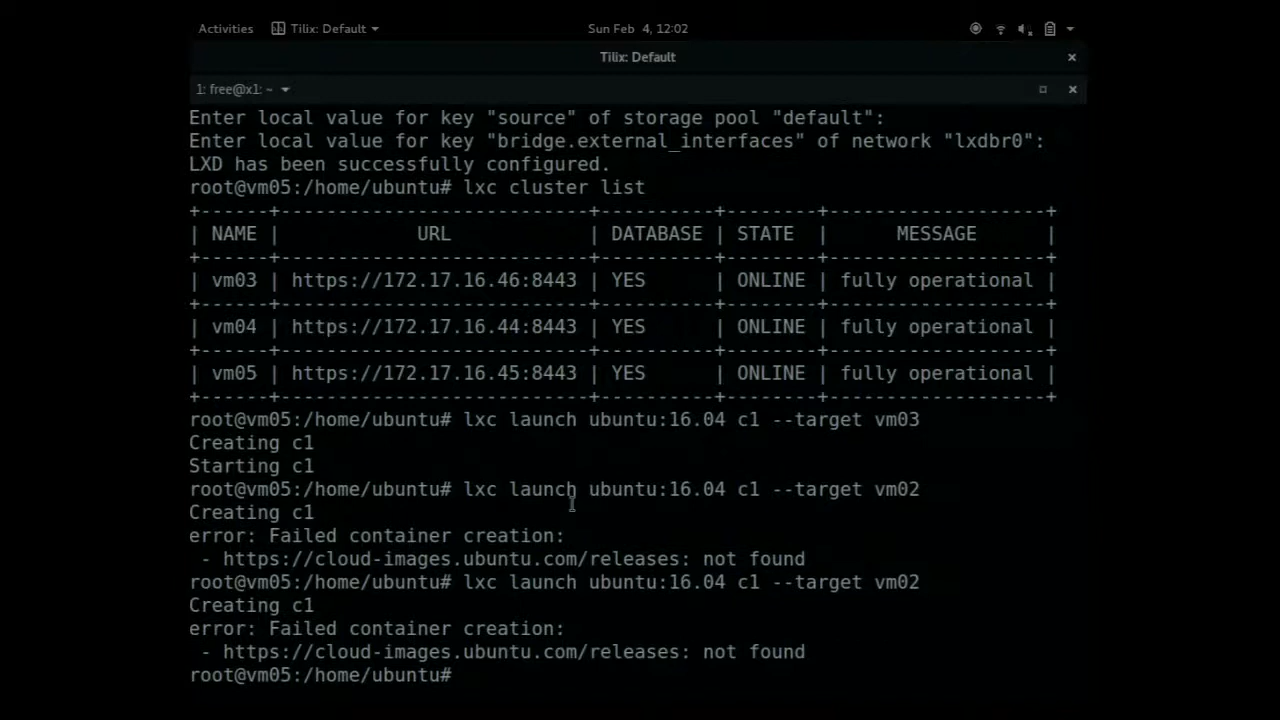 Activities Tilix: Default Sun Feb 4, 12:02
Tilix: Default
1: free@x1: ~
Enter local value for key "source" of storage pool "default":
Enter local value for key "bridge.external_interfaces" of network "lxdbr0":
LXD has been successfully configured.
root@vm05:/home/ubuntu# lxc cluster list
+------+---------------------------+----------+--------+-------------------+
| NAME | URL | DATABASE | STATE | MESSAGE |
+------+---------------------------+----------+--------+-------------------+
| vm03 | https://172.17.16.46:8443 | YES | ONLINE | fully operational |
+------+---------------------------+----------+--------+-------------------+
| vm04 | https://172.17.16.44:8443 | YES | ONLINE | fully operational |
+------+---------------------------+----------+--------+-------------------+
| vm05 | https://172.17.16.45:8443 | YES | ONLINE | fully operational |
+------+---------------------------+----------+--------+-------------------+
root@vm05:/home/ubuntu# lxc launch ubuntu:16.04 c1 --target vm03
Creating c1
Starting c1
root@vm05:/home/ubuntu# lxc launch ubuntu:16.04 c1 --target vm02
Creating c1
error: Failed container creation:
- https://cloud-images.ubuntu.com/releases: not found
root@vm05:/home/ubuntu# lxc launch ubuntu:16.04 c1 --target vm02
Creating c1
error: Failed container creation:
- https://cloud-images.ubuntu.com/releases: not found
root@vm05:/home/ubuntu#